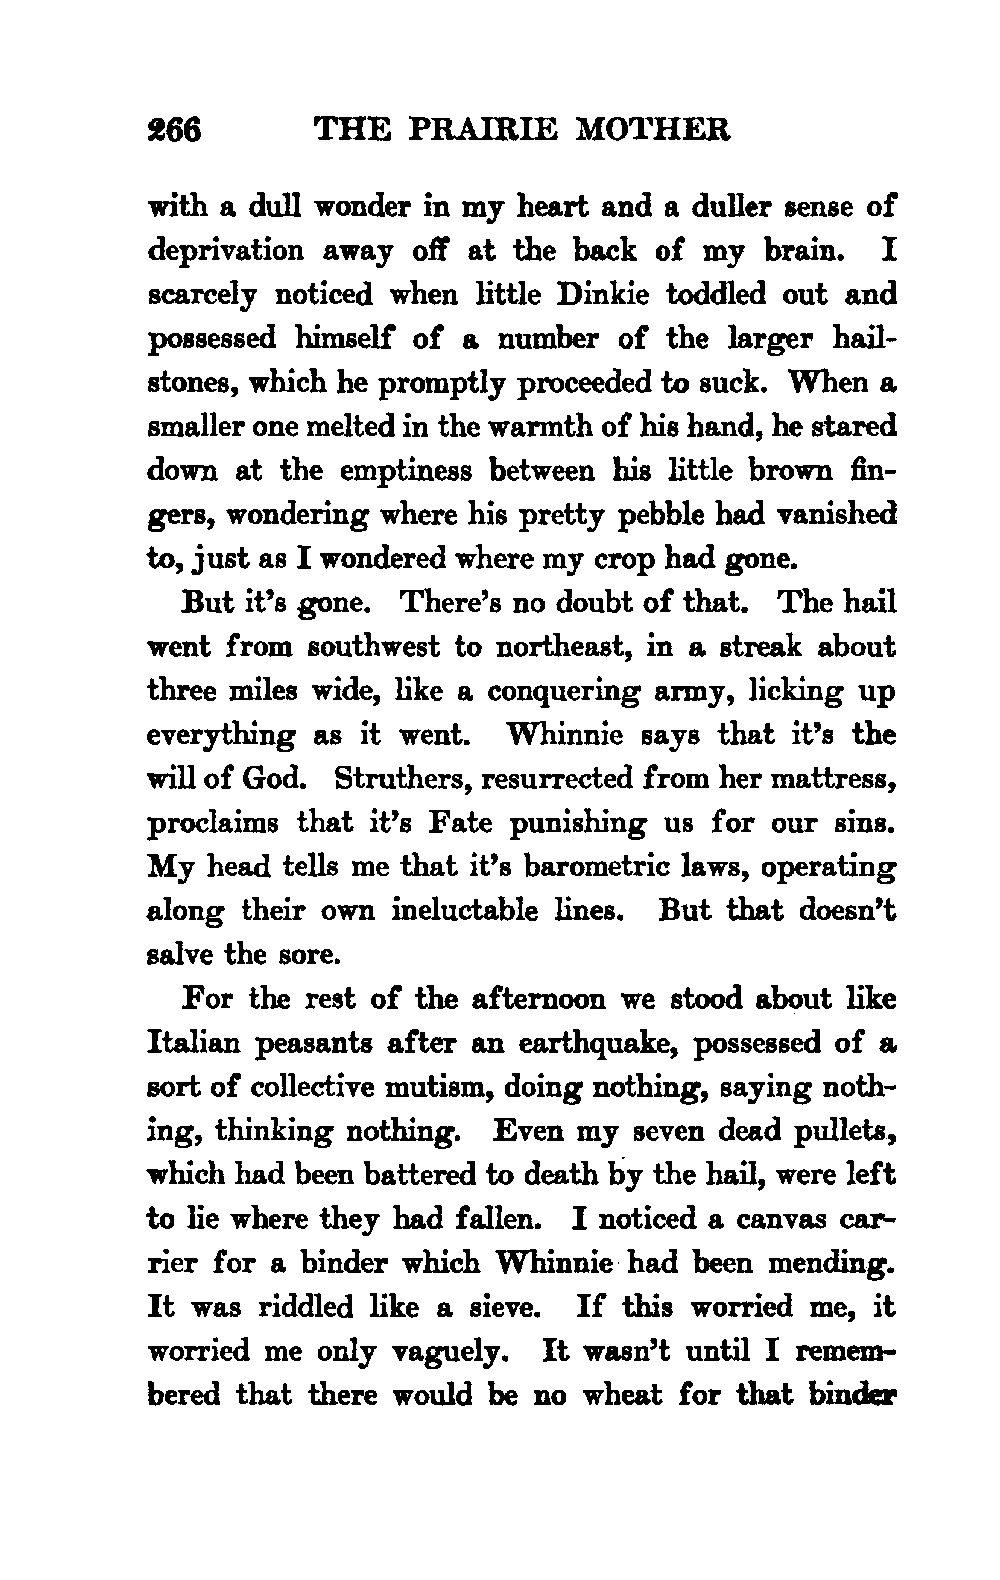 266 THE PRAIRIE MOTHER
with a dull wonder in my heart and a duller sense of
deprivation away off at the back of my brain. I
scarcely noticed when little Dinkie toddled out and
possessed himself of a number of the larger hail-
stones, which he promptly proceeded to suck. When a
smaller one melted in the warmth of his hand, he stared
down at the emptiness between his little brown fin-
gers, wondering where his pretty pebble had vanished
to, just as I wondered where my crop had gone.
But it's gone. There's no doubt of that. The hail
went from southwest to northeast, in a streak about
three miles wide, like a conquering army, licking up
everything as it went. Whinnie says that it's the
will of God. Struthers, resurrected from her mattress,
proclaims that it's Fate punishing us for our sins.
My head tells me that it's barometric laws, operating
along their own ineluctable lines. But that doesn't
salve the sore.
For the rest of the afternoon we stood about like
Italian peasants after an earthquake, possessed of a
sort of collective mutism, doing nothing, saying noth-
ing, thinking nothing. Even my seven dead pullets,
which had been battered to death by the hail, were left
to lie where they had fallen. I noticed a canvas car-
rier for a binder which Whinnie had been mending.
It was riddled like a sieve. If this worried me, it
worried me only vaguely. It wasn't until I remem-
bered that there would be no wheat for that binder